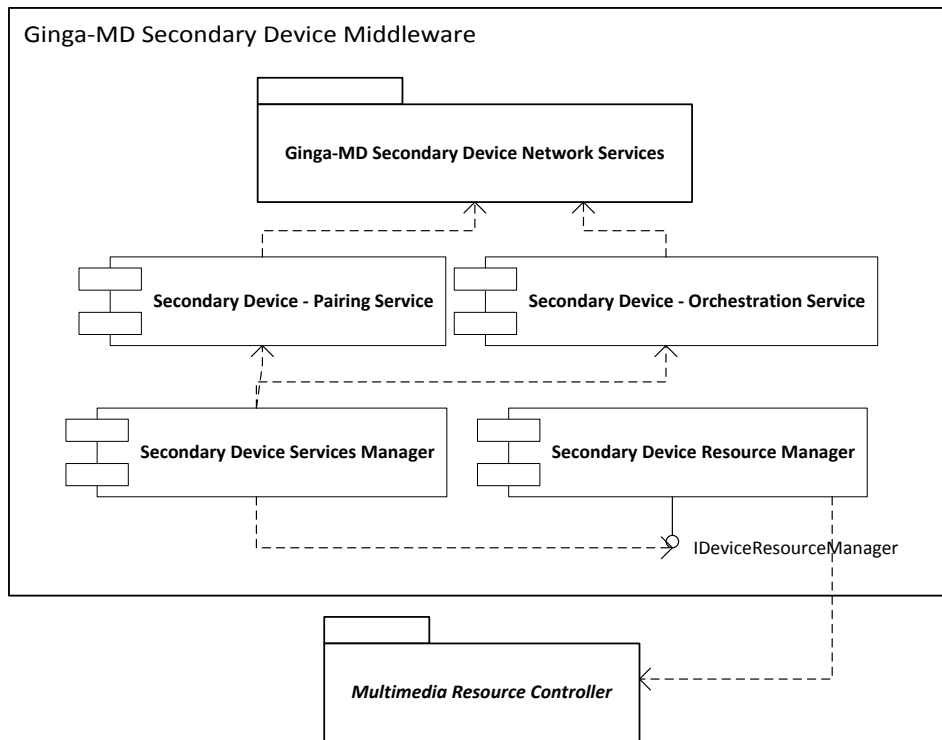 Ginga-MD Secondary Device Middleware
Ginga-MD Secondary Device Network Services
Secondary Device - Pairing Service
Secondary Device - Orchestration Service
Secondary Device Services Manager
Secondary Device Resource Manager
IDeviceResourceManager
Multimedia Resource Controller